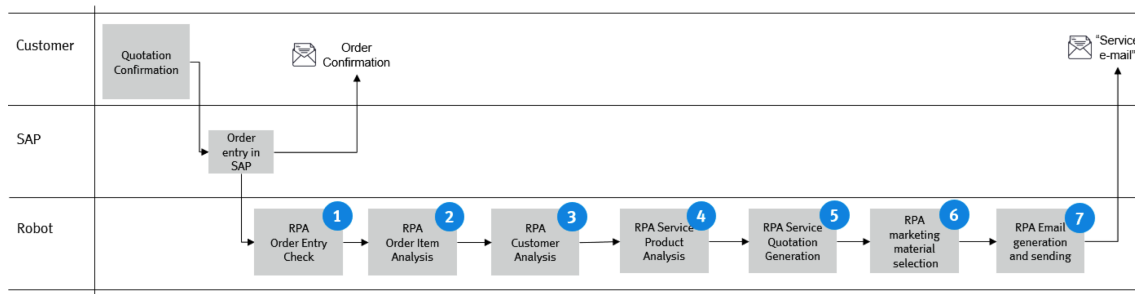 Customer
Quotation
Confirmation
Order
Confirmation
"Service
e-mail"
SAP
Order
entry in
SAP
Robot
1
RPA
Order Entry
Check
2
RPA
Order Item
Analysis
3
RPA
Customer
Analysis
4
RPA Service
Product
Analysis
5
RPA Service
Quotation
Generation
6
RPA
marketing
material
selection
7
RPA Email
generation
and sending